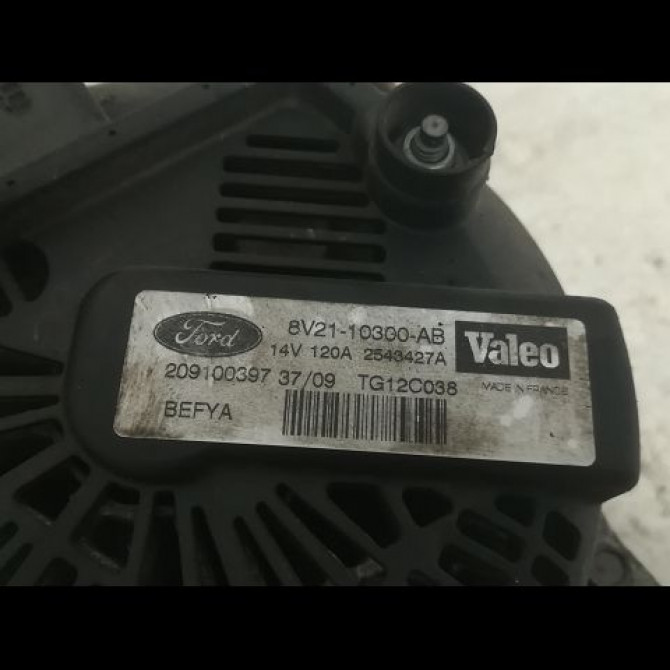 Ford 8V21-10300-AB Valeo
14V 120A 2543427A
209100397 37/09 TG12C038 MADE IN FRANCE
BEFYA